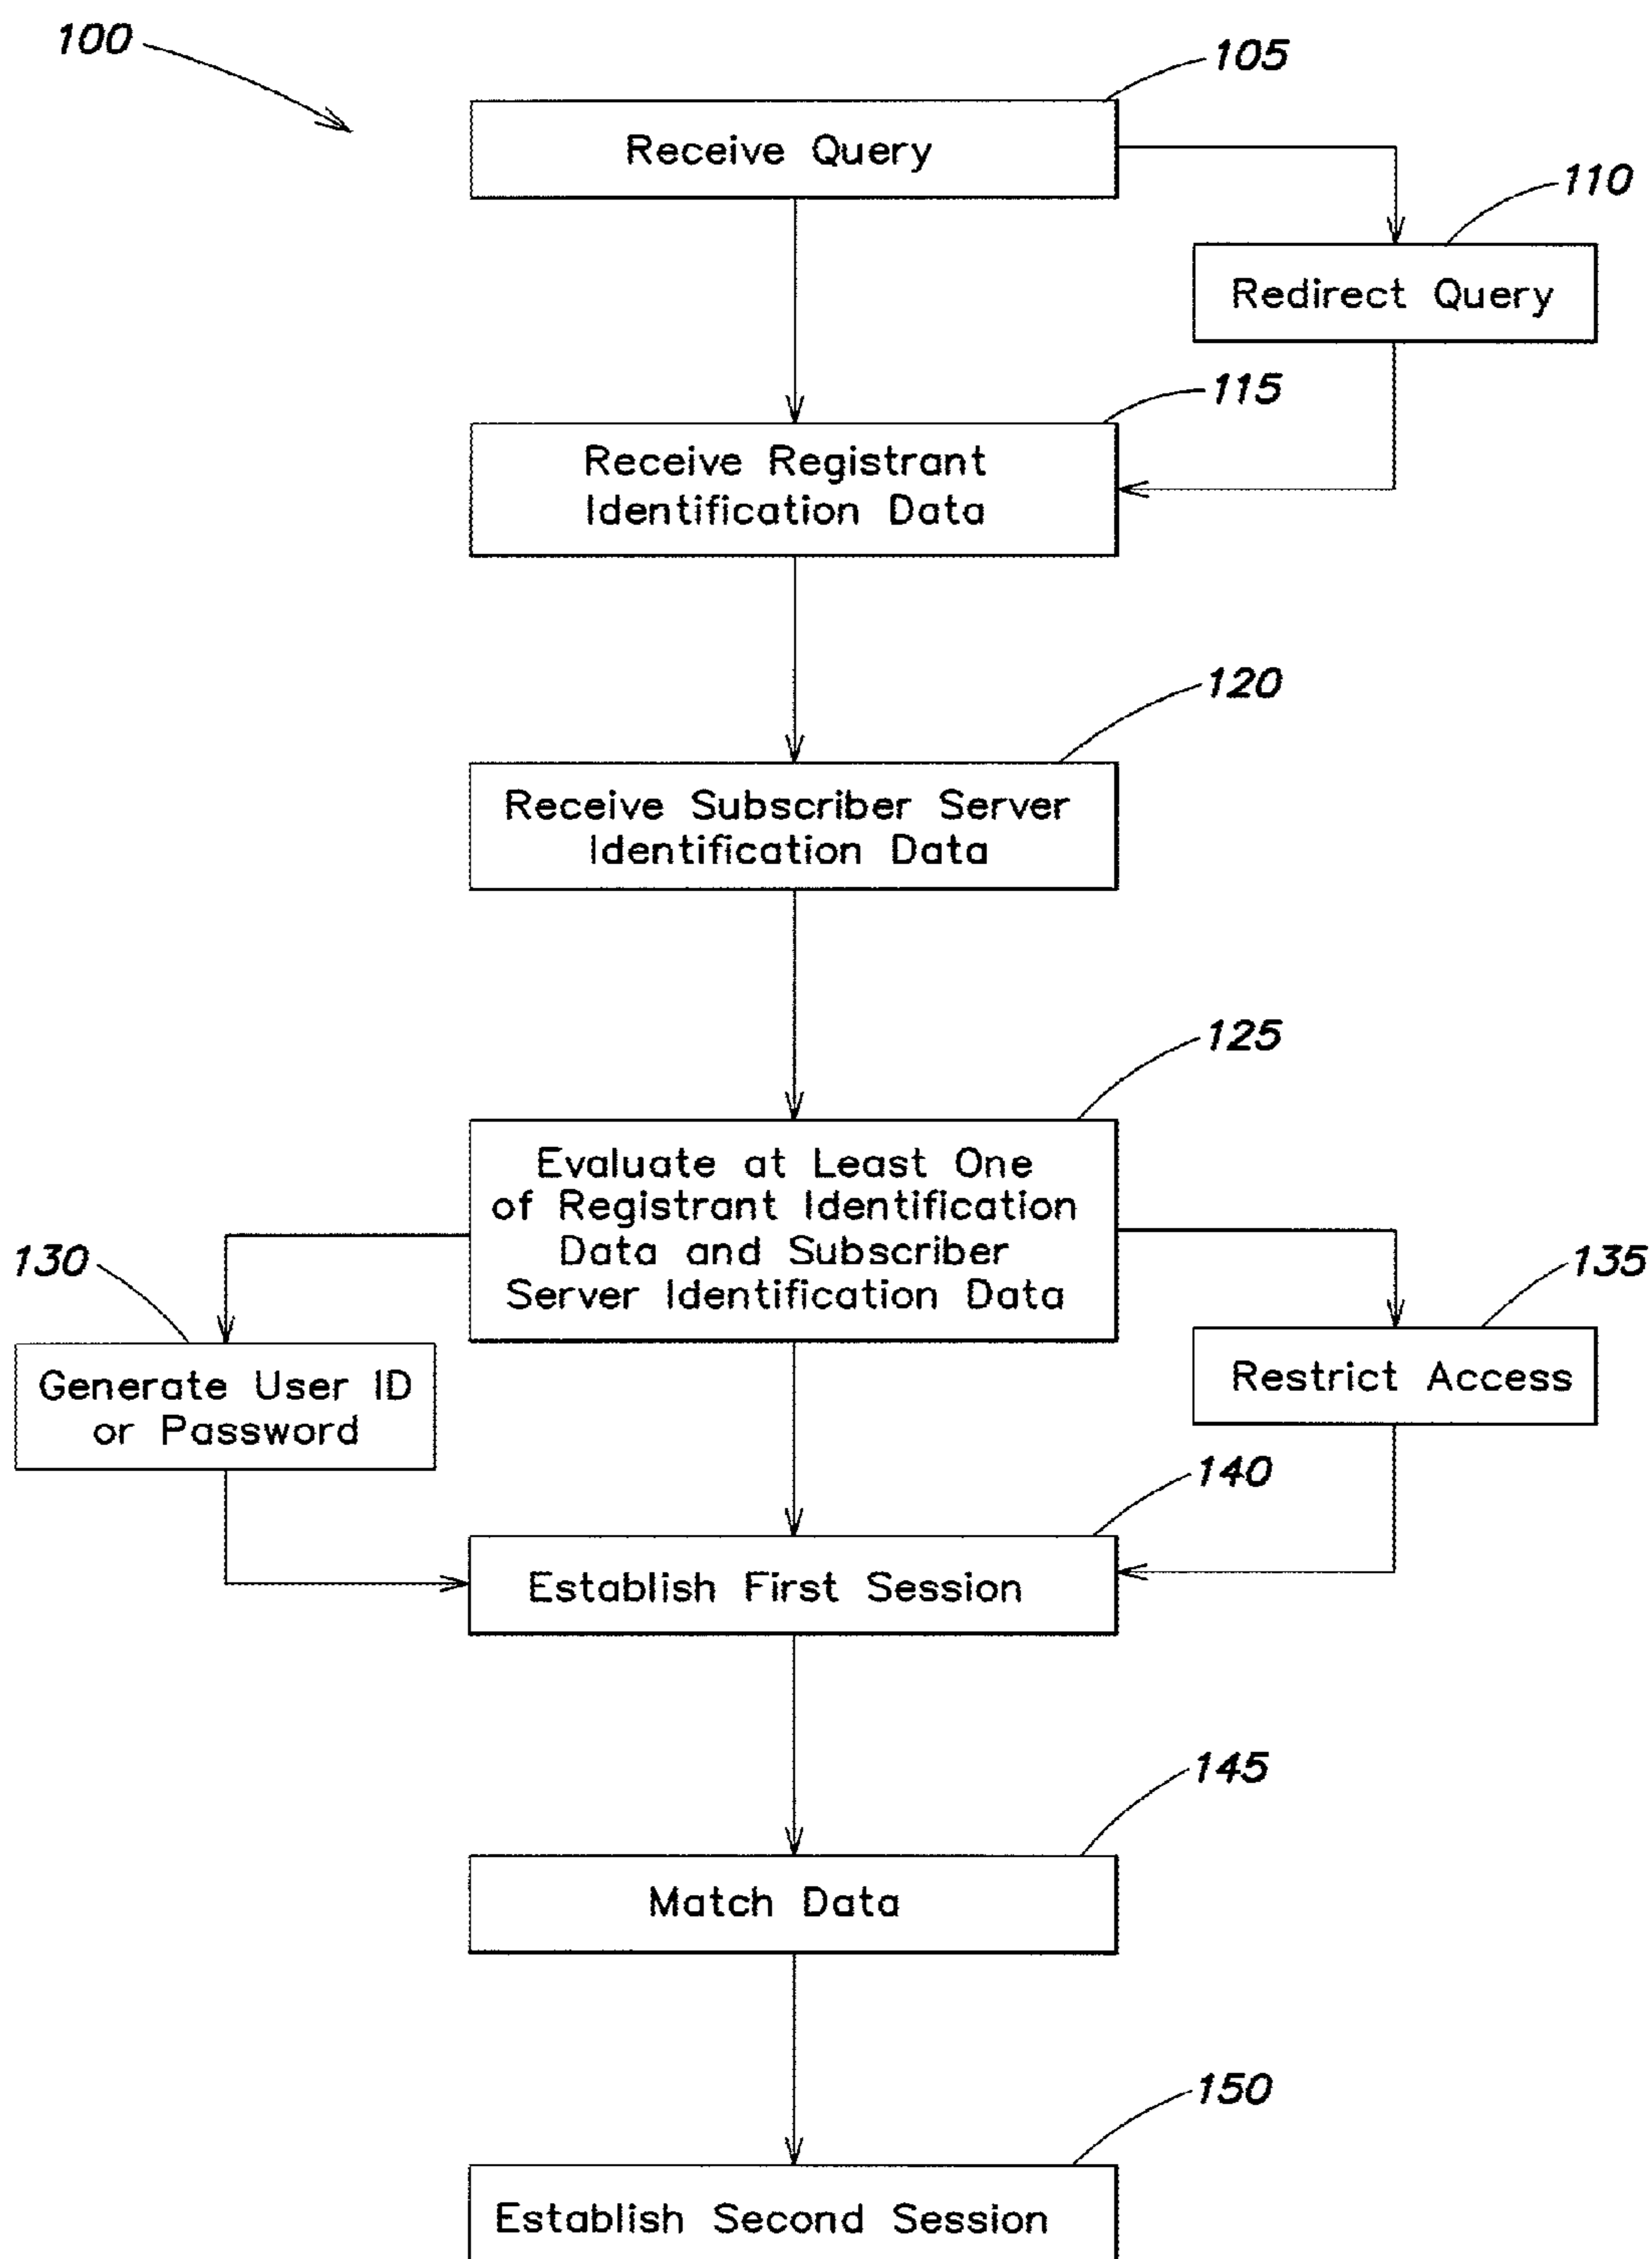 100
105
Receive Query
110
Redirect Query
115
Receive Registrant
Identification Data
120
Receive Subscriber Server
Identification Data
125
Evaluate at Least One
of Registrant Identification
Data and Subscriber
Server Identification Data
130
Generate User ID
or Password
135
Restrict Access
140
Establish First Session
145
Match Data
150
Establish Second Session